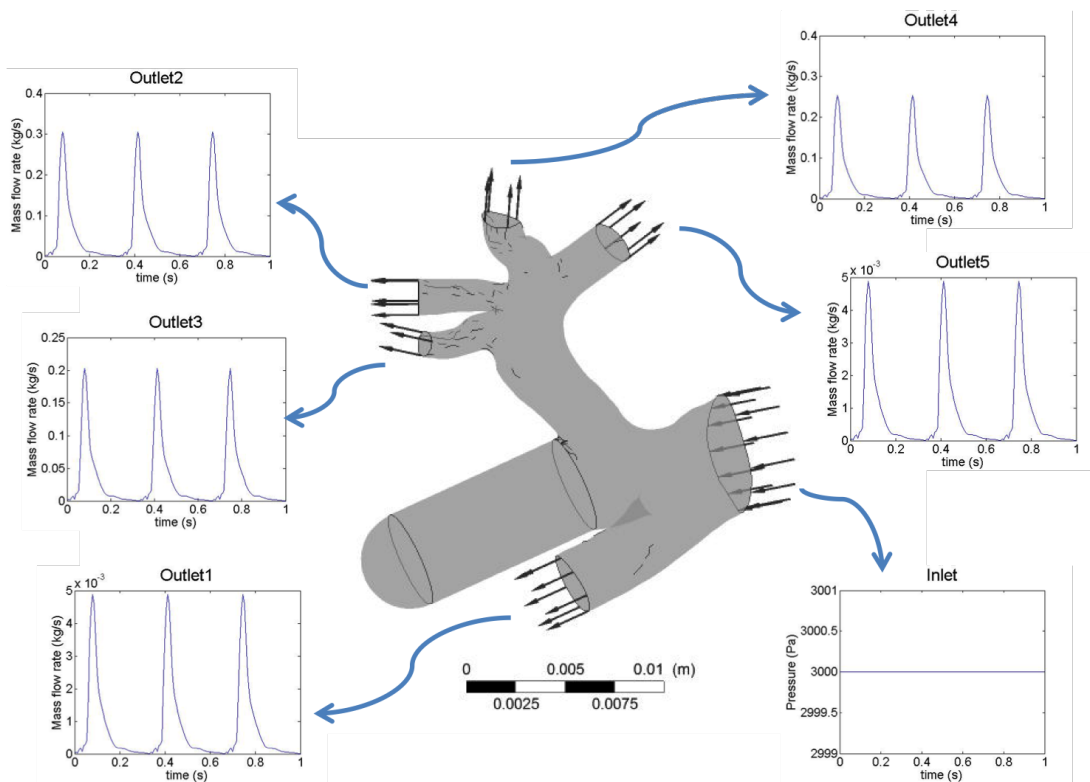 Outlet2
Mass flow rate (kg/s)
0.4
0.3
0.2
0.1
0
0 0.2 0.4 0.6 0.8 1
time (s)
Outlet4
Mass flow rate (kg/s)
0.4
0.3
0.2
0.1
0
0 0.2 0.4 0.6 0.8 1
time (s)
Outlet3
Mass flow rate (kg/s)
0.25
0.2
0.15
0.1
0.05
0
0 0.2 0.4 0.6 0.8 1
time (s)
Outlet5
5 x 10⁻³
Mass flow rate (kg/s)
4
3
2
1
0
0 0.2 0.4 0.6 0.8 1
time (s)
Outlet1
5 x 10⁻³
Mass flow rate (kg/s)
4
3
2
1
0
0 0.2 0.4 0.6 0.8 1
time (s)
0 0.005 0.01 (m)
0.0025 0.0075
Inlet
Pressure (Pa)
3001
3000.5
3000
2999.5
2999
0 0.2 0.4 0.6 0.8 1
time (s)